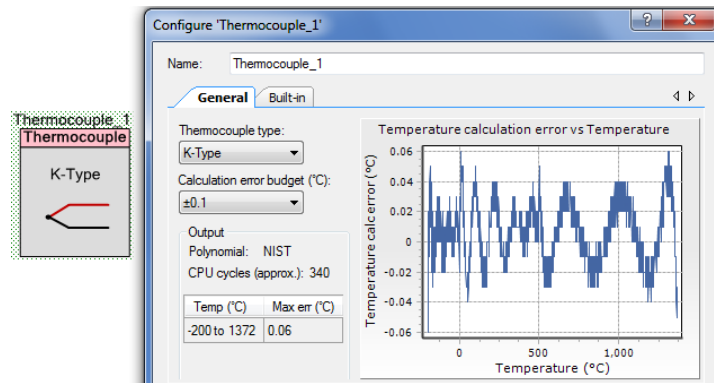 Configure 'Thermocouple_1'
Name: Thermocouple_1
General Built-in
Thermocouple_1
Thermocouple
K-Type
Thermocouple type:
K-Type
Calculation error budget (°C):
±0.1
Output
Polynomial: NIST
CPU cycles (approx.): 340
Temp (°C) Max err (°C)
-200 to 1372 0.06
Temperature calculation error vs Temperature
Temperature calc error (°C)
0.06
0.04
0.02
0
-0.02
-0.04
-0.06
0 500 1,000
Temperature (°C)